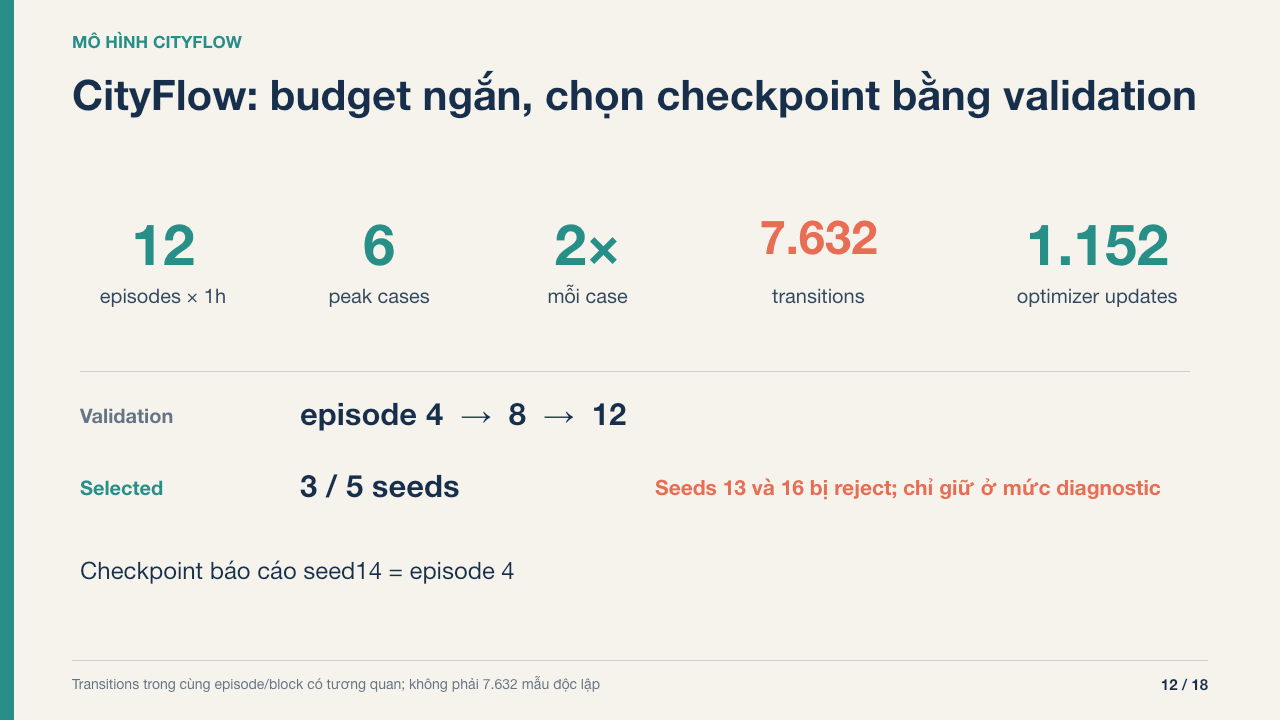 MÔ HÌNH CITYFLOW
CityFlow: budget ngắn, chọn checkpoint bằng validation
12
episodes × 1h
6
peak cases
2×
mỗi case
7.632
transitions
1.152
optimizer updates
Validation
episode 4 → 8 → 12
Selected
3 / 5 seeds
Seeds 13 và 16 bị reject; chỉ giữ ở mức diagnostic
Checkpoint báo cáo seed14 = episode 4
Transitions trong cùng episode/block có tương quan; không phải 7.632 mẫu độc lập
12 / 18